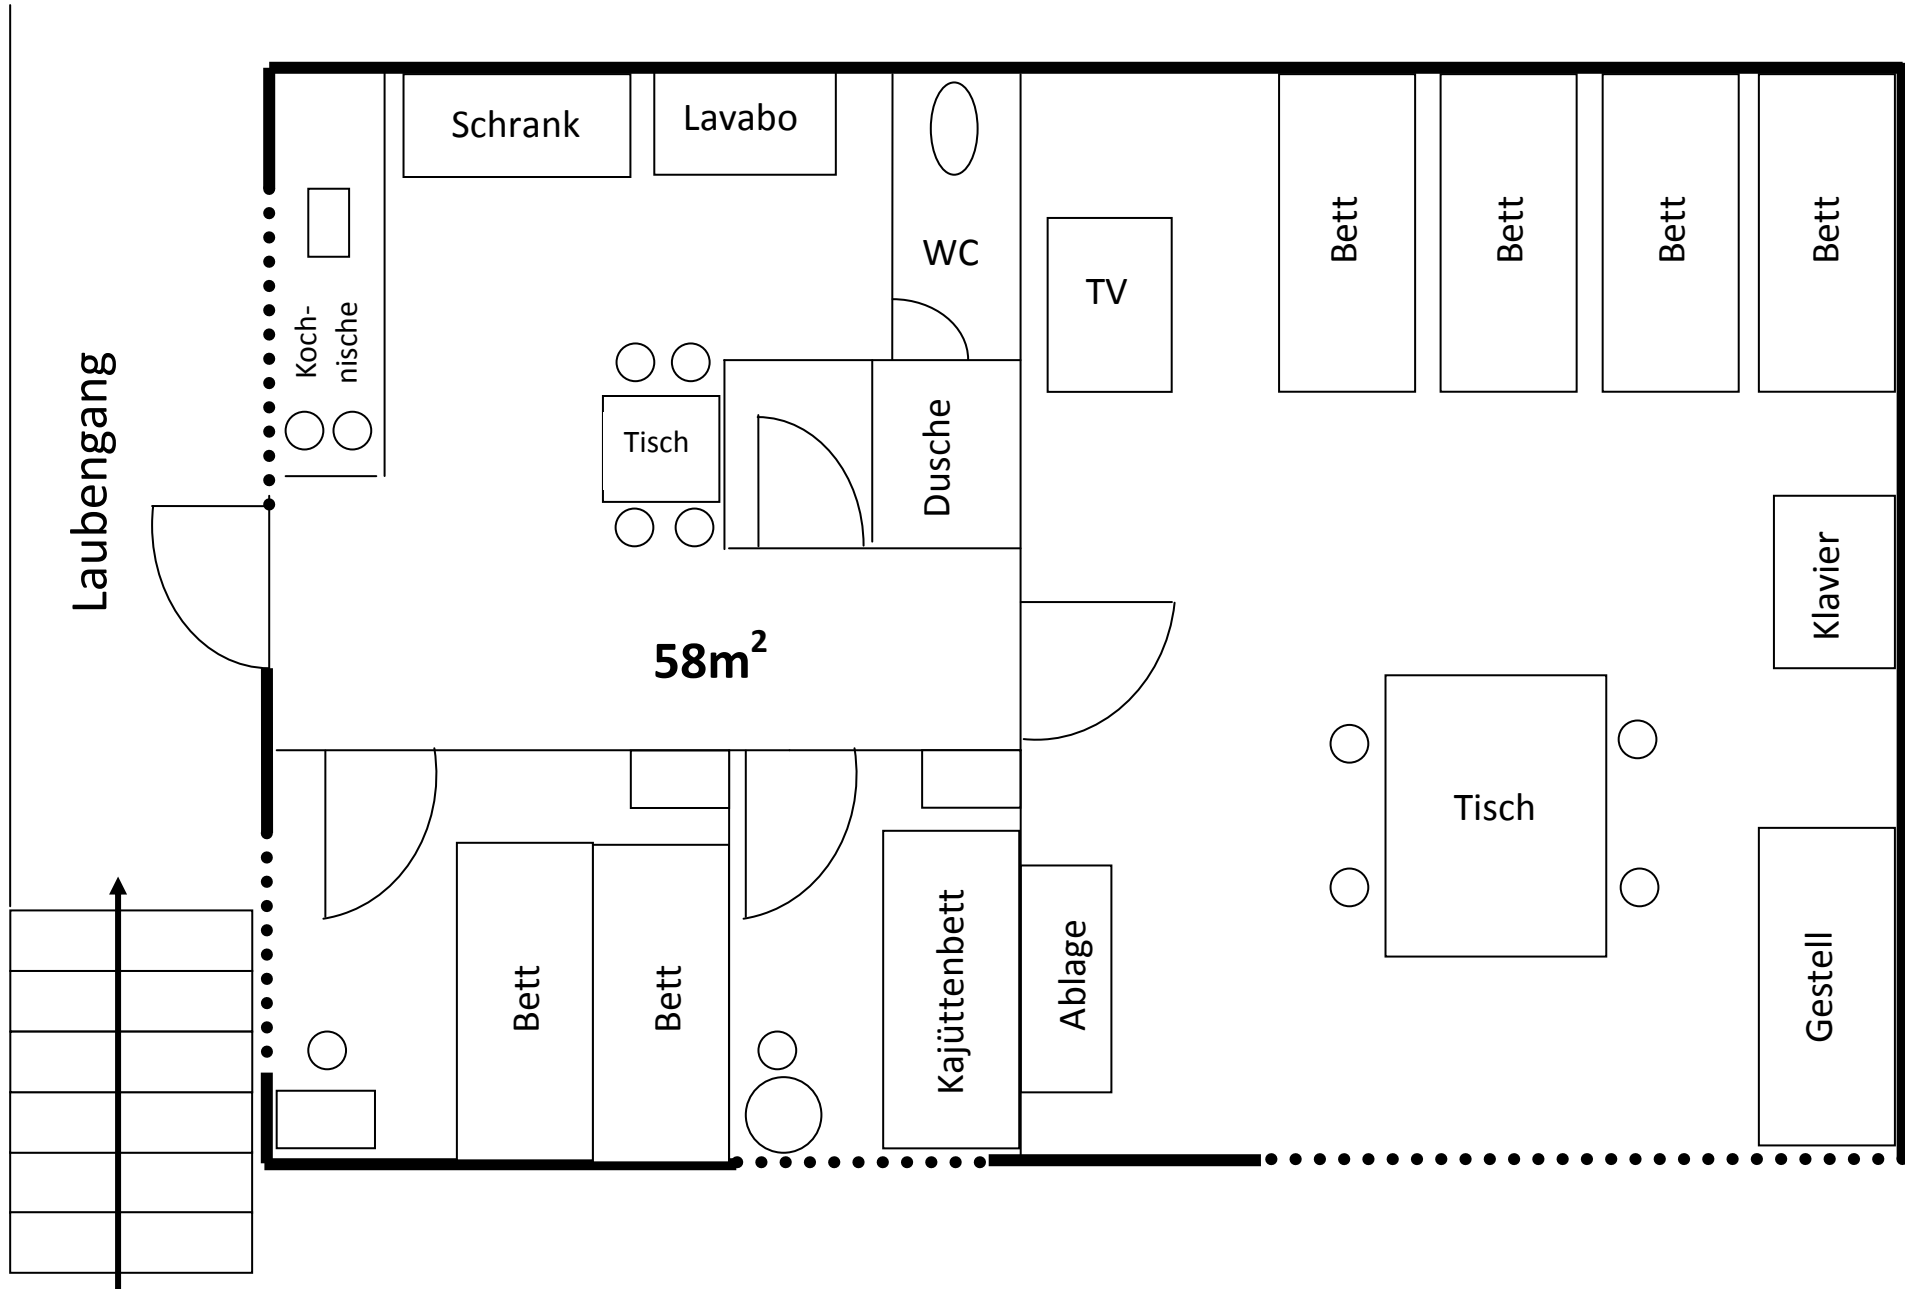 Schrank
Lavabo
WC
TV
Bett
Bett
Bett
Bett
Koch-
nische
Laubengang
Tisch
Dusche
Klavier
58m²
Tisch
Bett
Bett
Kajüttenbett
Ablage
Gestell